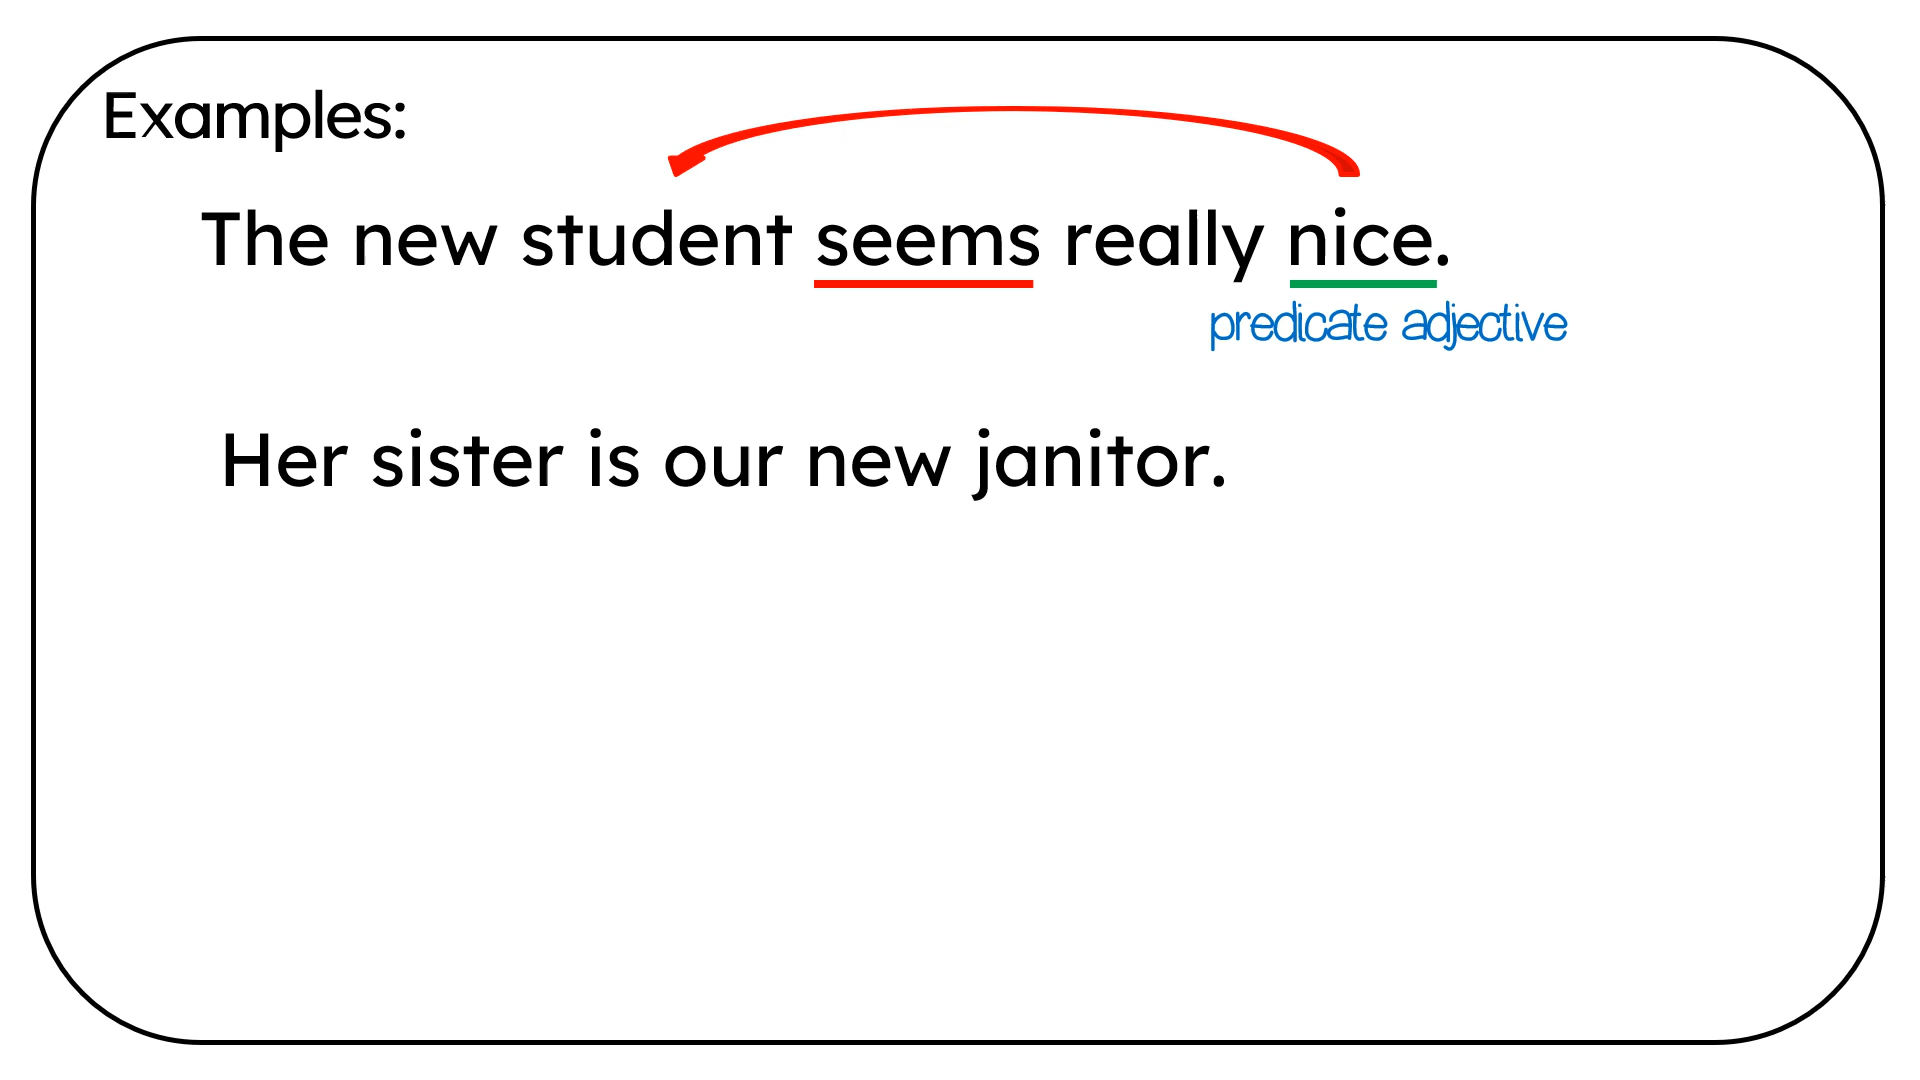 Examples:
The new student seems really nice.
predicate adjective
Her sister is our new janitor.